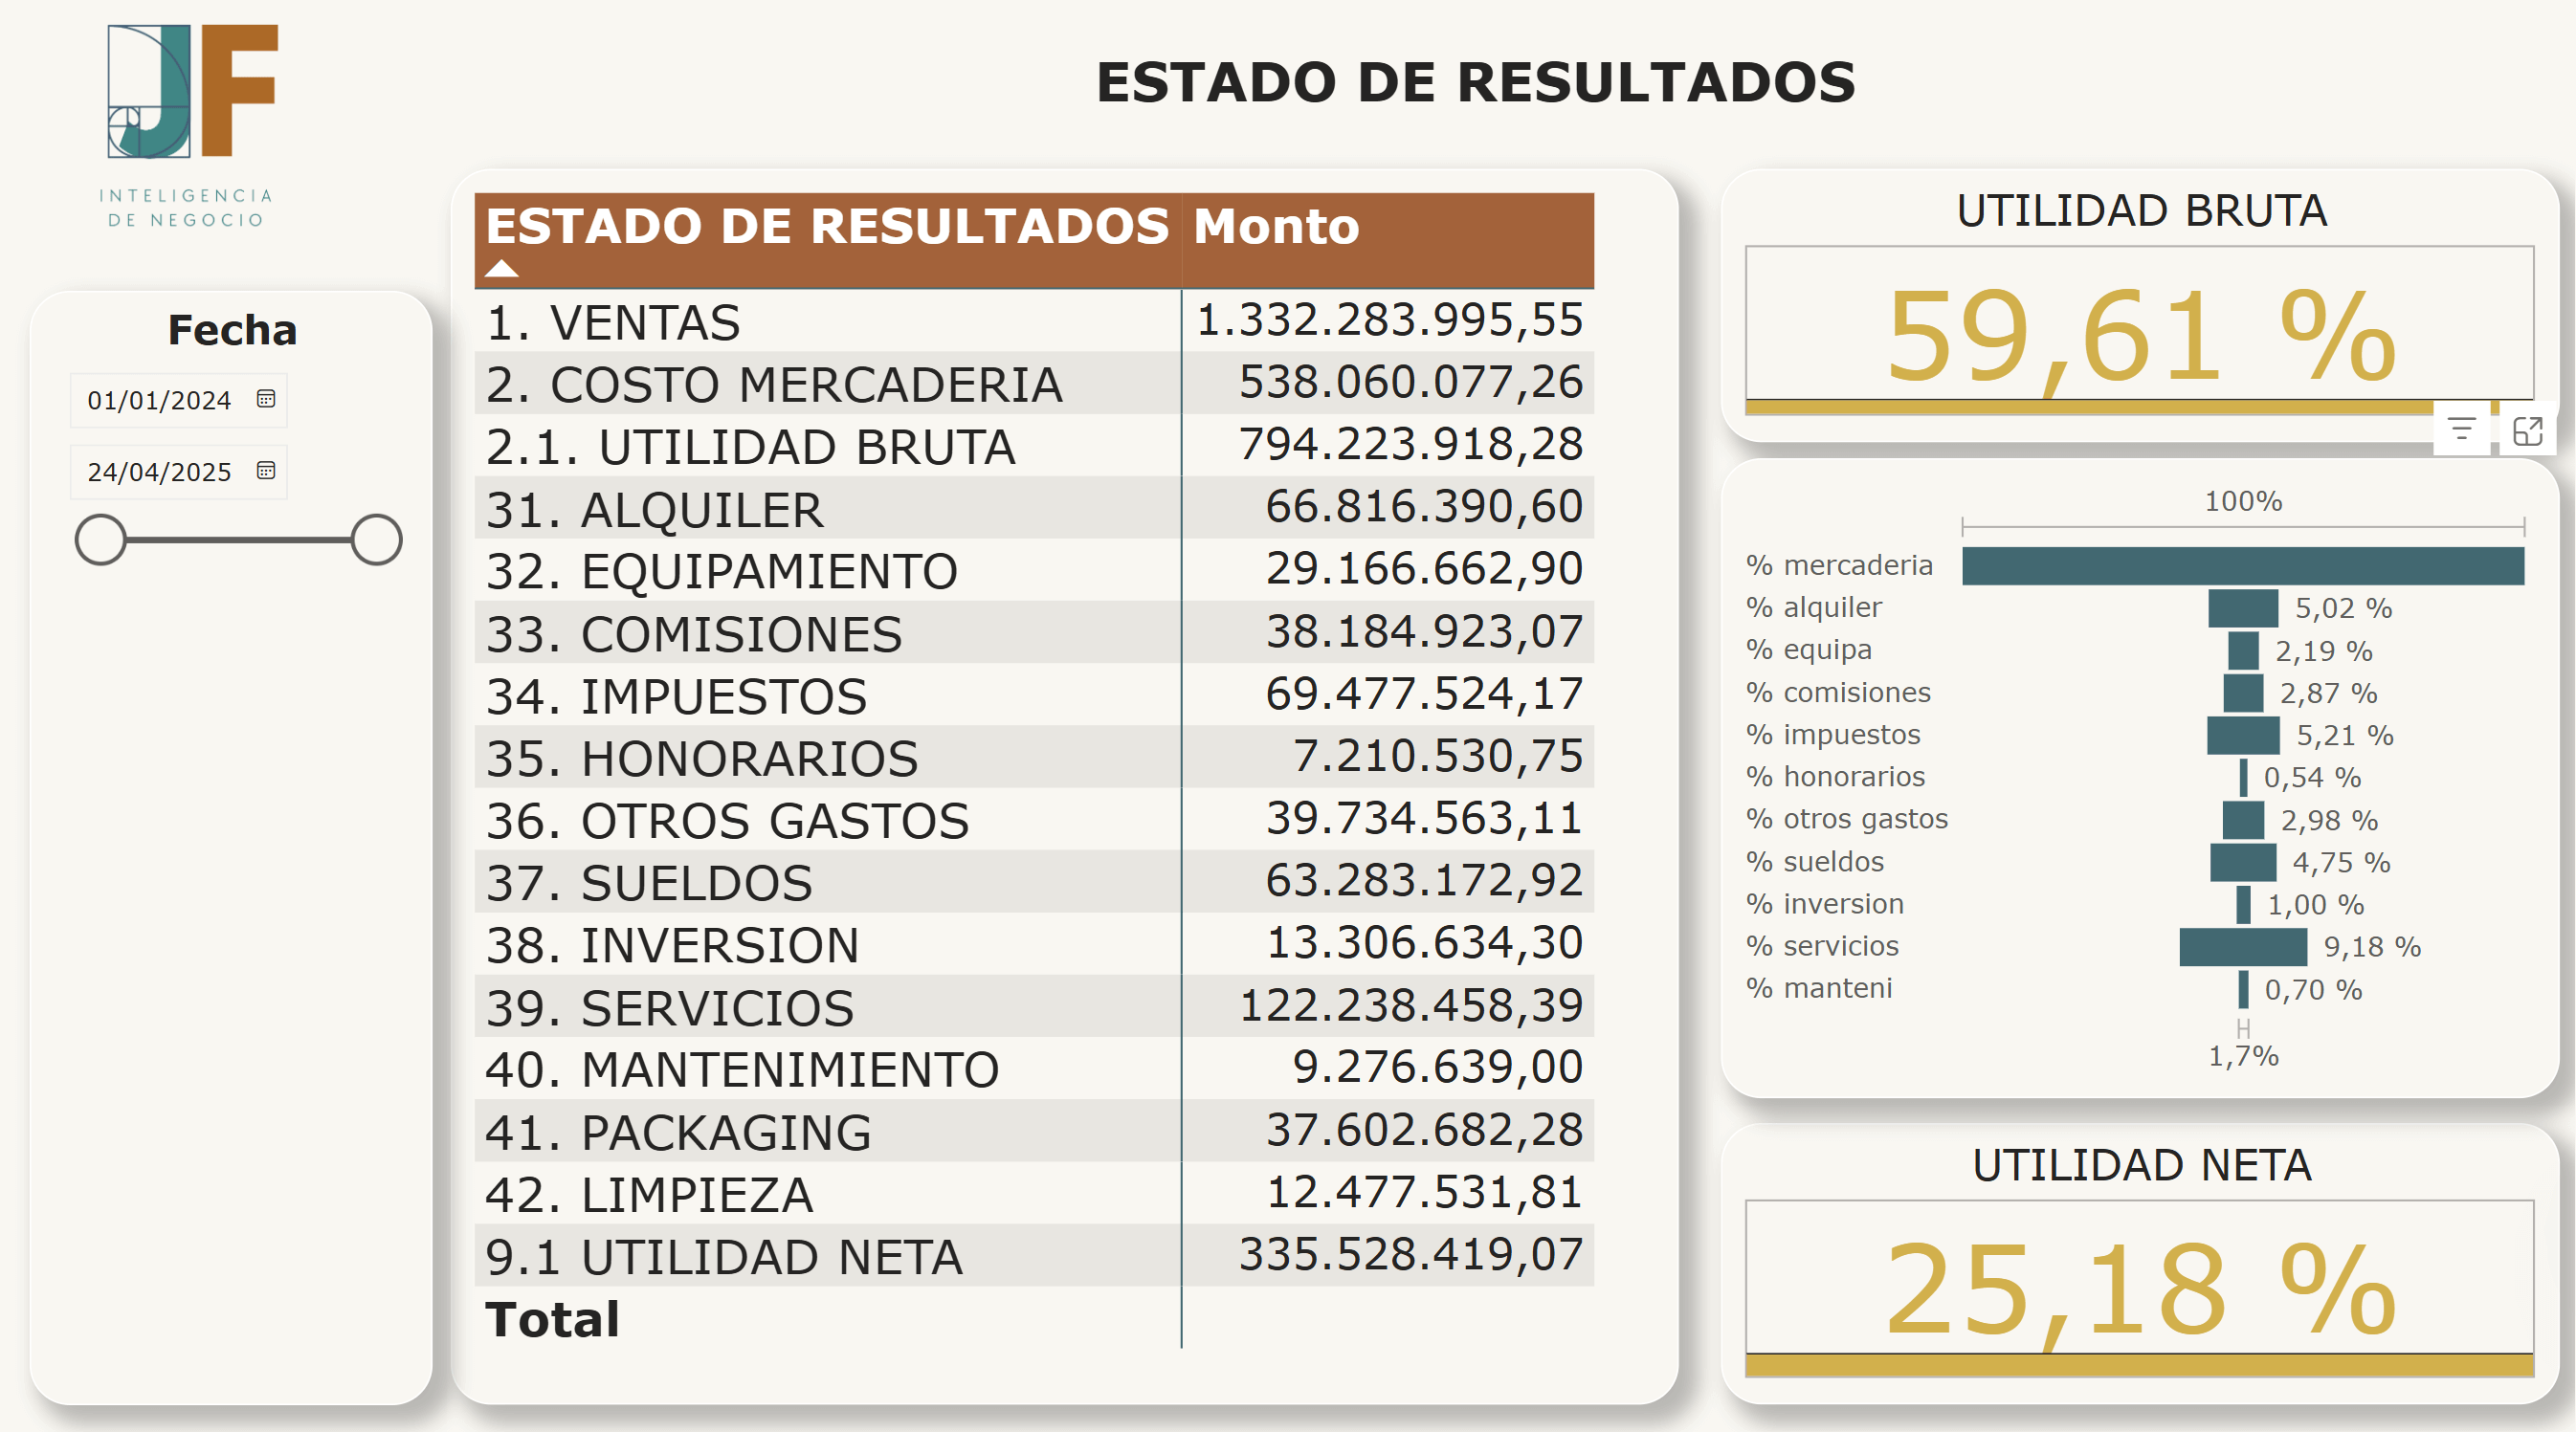 JF
INTELIGENCIA
DE NEGOCIO
ESTADO DE RESULTADOS
Fecha
01/01/2024
24/04/2025
ESTADO DE RESULTADOS Monto
1. VENTAS 1.332.283.995,55
2. COSTO MERCADERIA 538.060.077,26
2.1. UTILIDAD BRUTA 794.223.918,28
31. ALQUILER 66.816.390,60
32. EQUIPAMIENTO 29.166.662,90
33. COMISIONES 38.184.923,07
34. IMPUESTOS 69.477.524,17
35. HONORARIOS 7.210.530,75
36. OTROS GASTOS 39.734.563,11
37. SUELDOS 63.283.172,92
38. INVERSION 13.306.634,30
39. SERVICIOS 122.238.458,39
40. MANTENIMIENTO 9.276.639,00
41. PACKAGING 37.602.682,28
42. LIMPIEZA 12.477.531,81
9.1 UTILIDAD NETA 335.528.419,07
Total
UTILIDAD BRUTA
59,61 %
100%
% mercaderia
% alquiler 5,02 %
% equipa 2,19 %
% comisiones 2,87 %
% impuestos 5,21 %
% honorarios 0,54 %
% otros gastos 2,98 %
% sueldos 4,75 %
% inversion 1,00 %
% servicios 9,18 %
% manteni 0,70 %
1,7%
UTILIDAD NETA
25,18 %